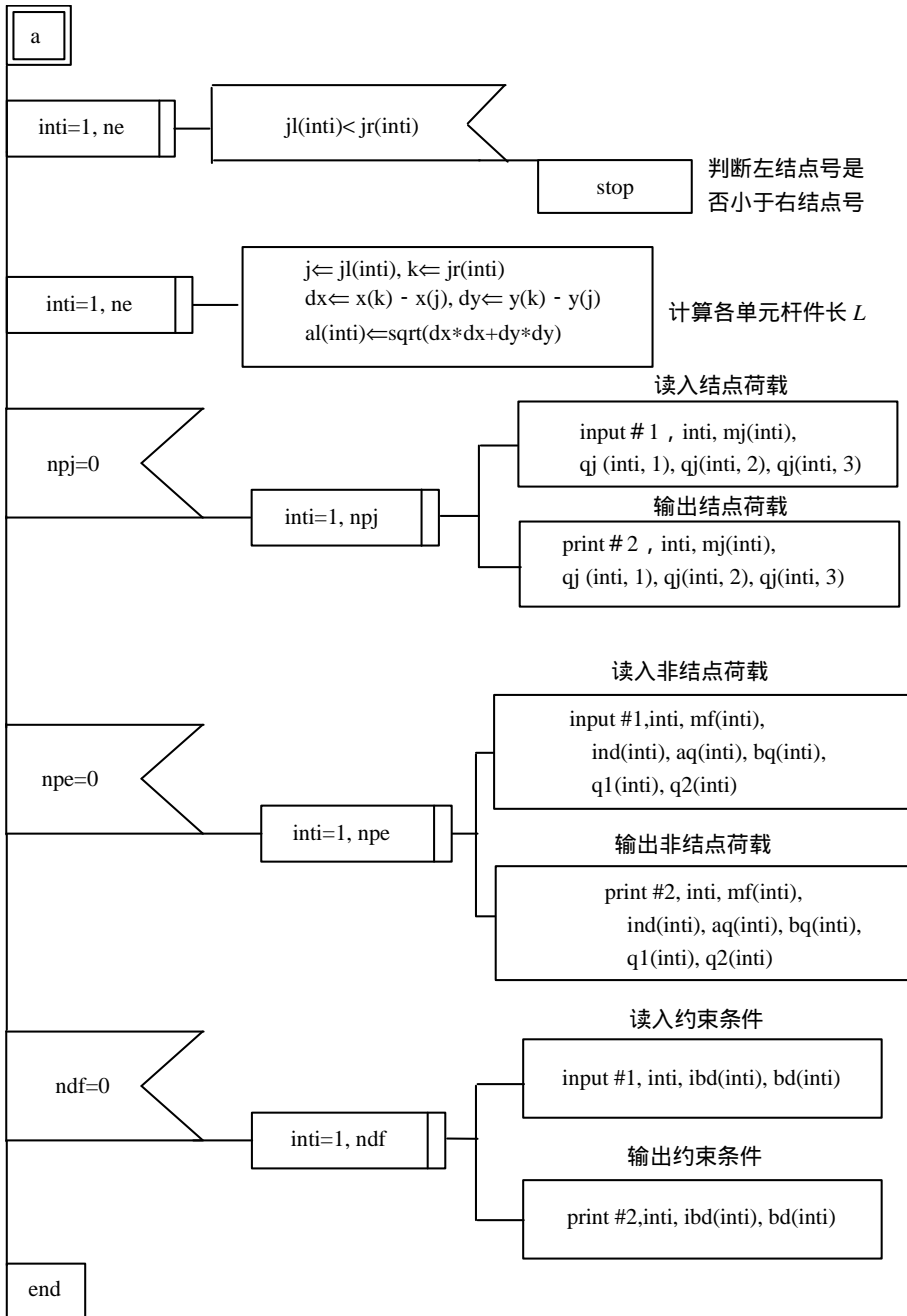 a
inti=1, ne
jl(inti)< jr(inti)
stop
判断左结点号是
否小于右结点号
inti=1, ne
j⇐ jl(inti), k⇐ jr(inti)
dx⇐ x(k) - x(j), dy⇐ y(k) - y(j)
al(inti)⇐sqrt(dx*dx+dy*dy)
计算各单元杆件长 L
npj=0
inti=1, npj
读入结点荷载
input＃1，inti, mj(inti),
qj (inti, 1), qj(inti, 2), qj(inti, 3)
输出结点荷载
print＃2，inti, mj(inti),
qj (inti, 1), qj(inti, 2), qj(inti, 3)
npe=0
inti=1, npe
读入非结点荷载
input #1,inti, mf(inti),
ind(inti), aq(inti), bq(inti),
q1(inti), q2(inti)
输出非结点荷载
print #2, inti, mf(inti),
ind(inti), aq(inti), bq(inti),
q1(inti), q2(inti)
ndf=0
inti=1, ndf
读入约束条件
input #1, inti, ibd(inti), bd(inti)
输出约束条件
print #2,inti, ibd(inti), bd(inti)
end